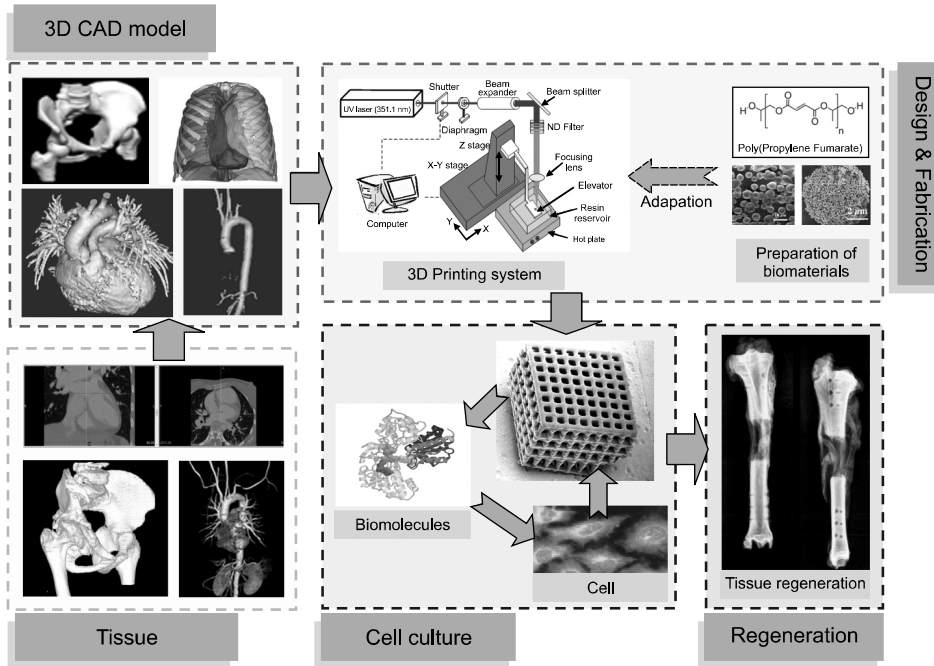 3D CAD model
UV laser (351.1 nm)
Shutter
Beam
expander
Beam splitter
Diaphragm
ND Filter
Z stage
X-Y stage
Focusing
lens
Elevator
Resin
reservoir
Hot plate
Computer
Y
X
3D Printing system
Adapation
HO
O
O
O
O
OH
n
Poly(Propylene Fumarate)
2 μm
Preparation of
biomaterials
Design & Fabrication
Biomolecules
Cell
Tissue regeneration
Tissue
Cell culture
Regeneration